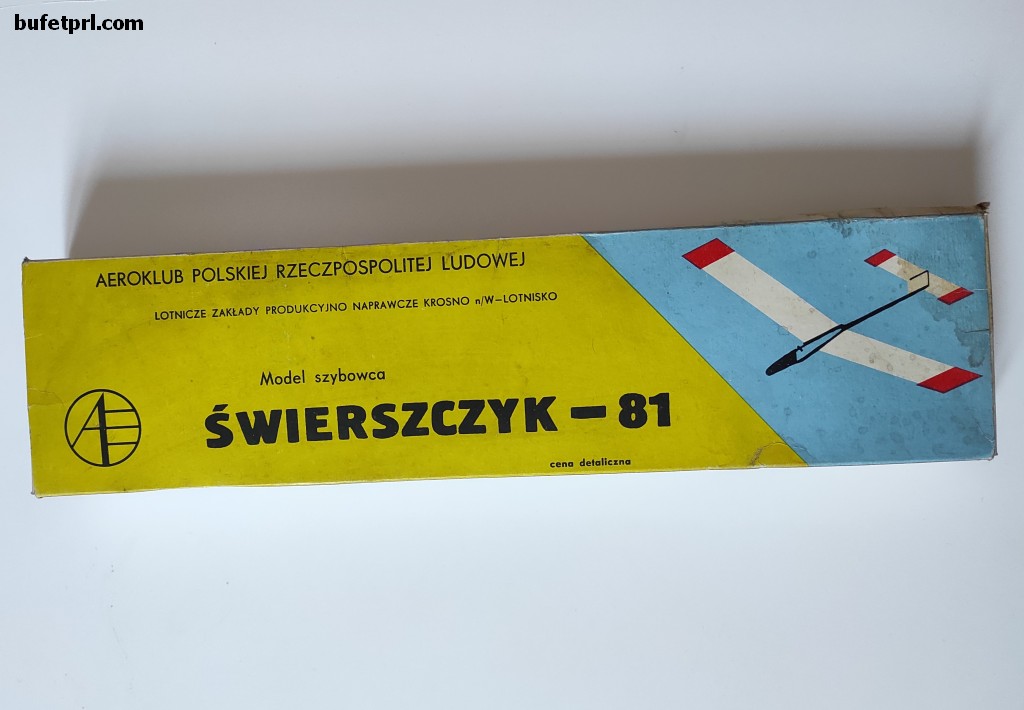 bufetprl.com
AEROKLUB POLSKIEJ RZECZPOSPOLITEJ LUDOWEJ
LOTNICZE ZAKŁADY PRODUKCYJNO NAPRAWCZE KROSNO n/W–LOTNISKO
Model szybowca
ŚWIERSZCZYK – 81
cena detaliczna